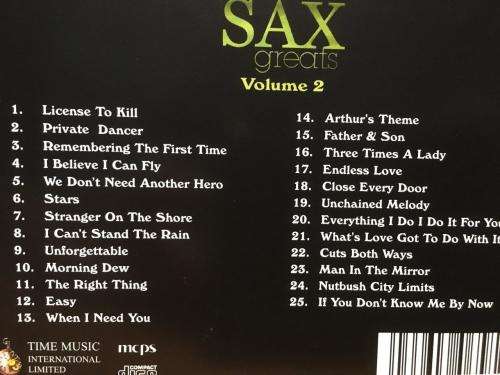 SAX
greats
Volume 2
1. License To Kill
2. Private Dancer
3. Remembering The First Time
4. I Believe I Can Fly
5. We Don't Need Another Hero
6. Stars
7. Stranger On The Shore
8. I Can't Stand The Rain
9. Unforgettable
10. Morning Dew
11. The Right Thing
12. Easy
13. When I Need You
14. Arthur's Theme
15. Father & Son
16. Three Times A Lady
17. Endless Love
18. Close Every Door
19. Unchained Melody
20. Everything I Do I Do It For You
21. What's Love Got To Do With It
22. Cuts Both Ways
23. Man In The Mirror
24. Nutbush City Limits
25. If You Don't Know Me By Now
TIME MUSIC
INTERNATIONAL
LIMITED
mcps
COMPACT
disc